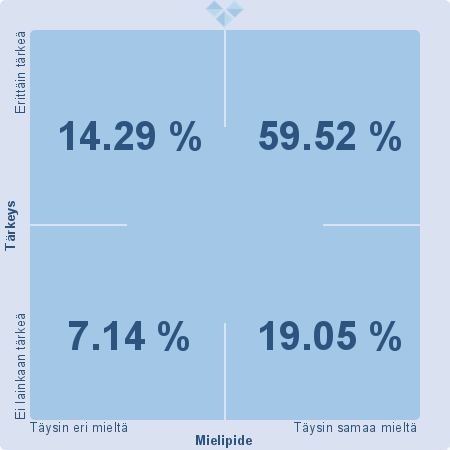 Erittäin tärkeä
14.29 %
59.52 %
Tärkeys
7.14 %
19.05 %
Ei lainkaan tärkeä
Täysin eri mieltä
Täysin samaa mieltä
Mielipide